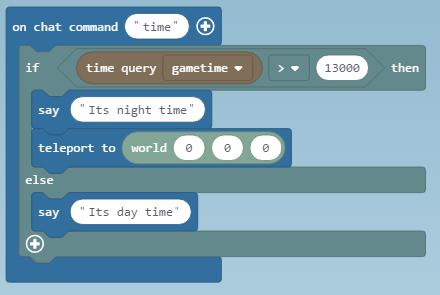 on chat command "time"
if time query gametime > 13000 then
say "Its night time"
teleport to world 0 0 0
else
say "Its day time"